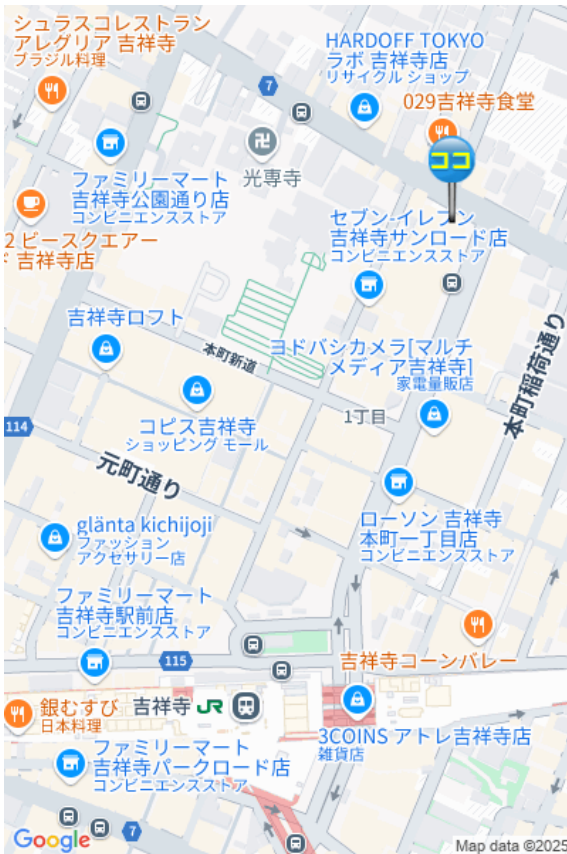 シュラスコレストラン
アレグリア 吉祥寺
ブラジル料理
HARDOFF TOKYO
ラボ 吉祥寺店
リサイクル ショップ
7
029吉祥寺食堂
ココ
光専寺
ファミリーマート
吉祥寺公園通り店
コンビニエンスストア
2 ピースクエアー
ド 吉祥寺店
セブン-イレブン
吉祥寺サンロード店
コンビニエンスストア
吉祥寺ロフト
本町新道
ヨドバシカメラ[マルチ
メディア吉祥寺]
家電量販店
本町稲荷通り
コピス吉祥寺
ショッピング モール
1丁目
114
元町通り
glänta kichijoji
ファッション
アクセサリー店
ローソン 吉祥寺
本町一丁目店
コンビニエンスストア
ファミリーマート
吉祥寺駅前店
コンビニエンスストア
115
吉祥寺コーンバレー
銀むすび
日本料理
吉祥寺 JR
3COINS アトレ吉祥寺店
雑貨店
ファミリーマート
吉祥寺パークロード店
コンビニエンスストア
7
Google
Map data ©2025